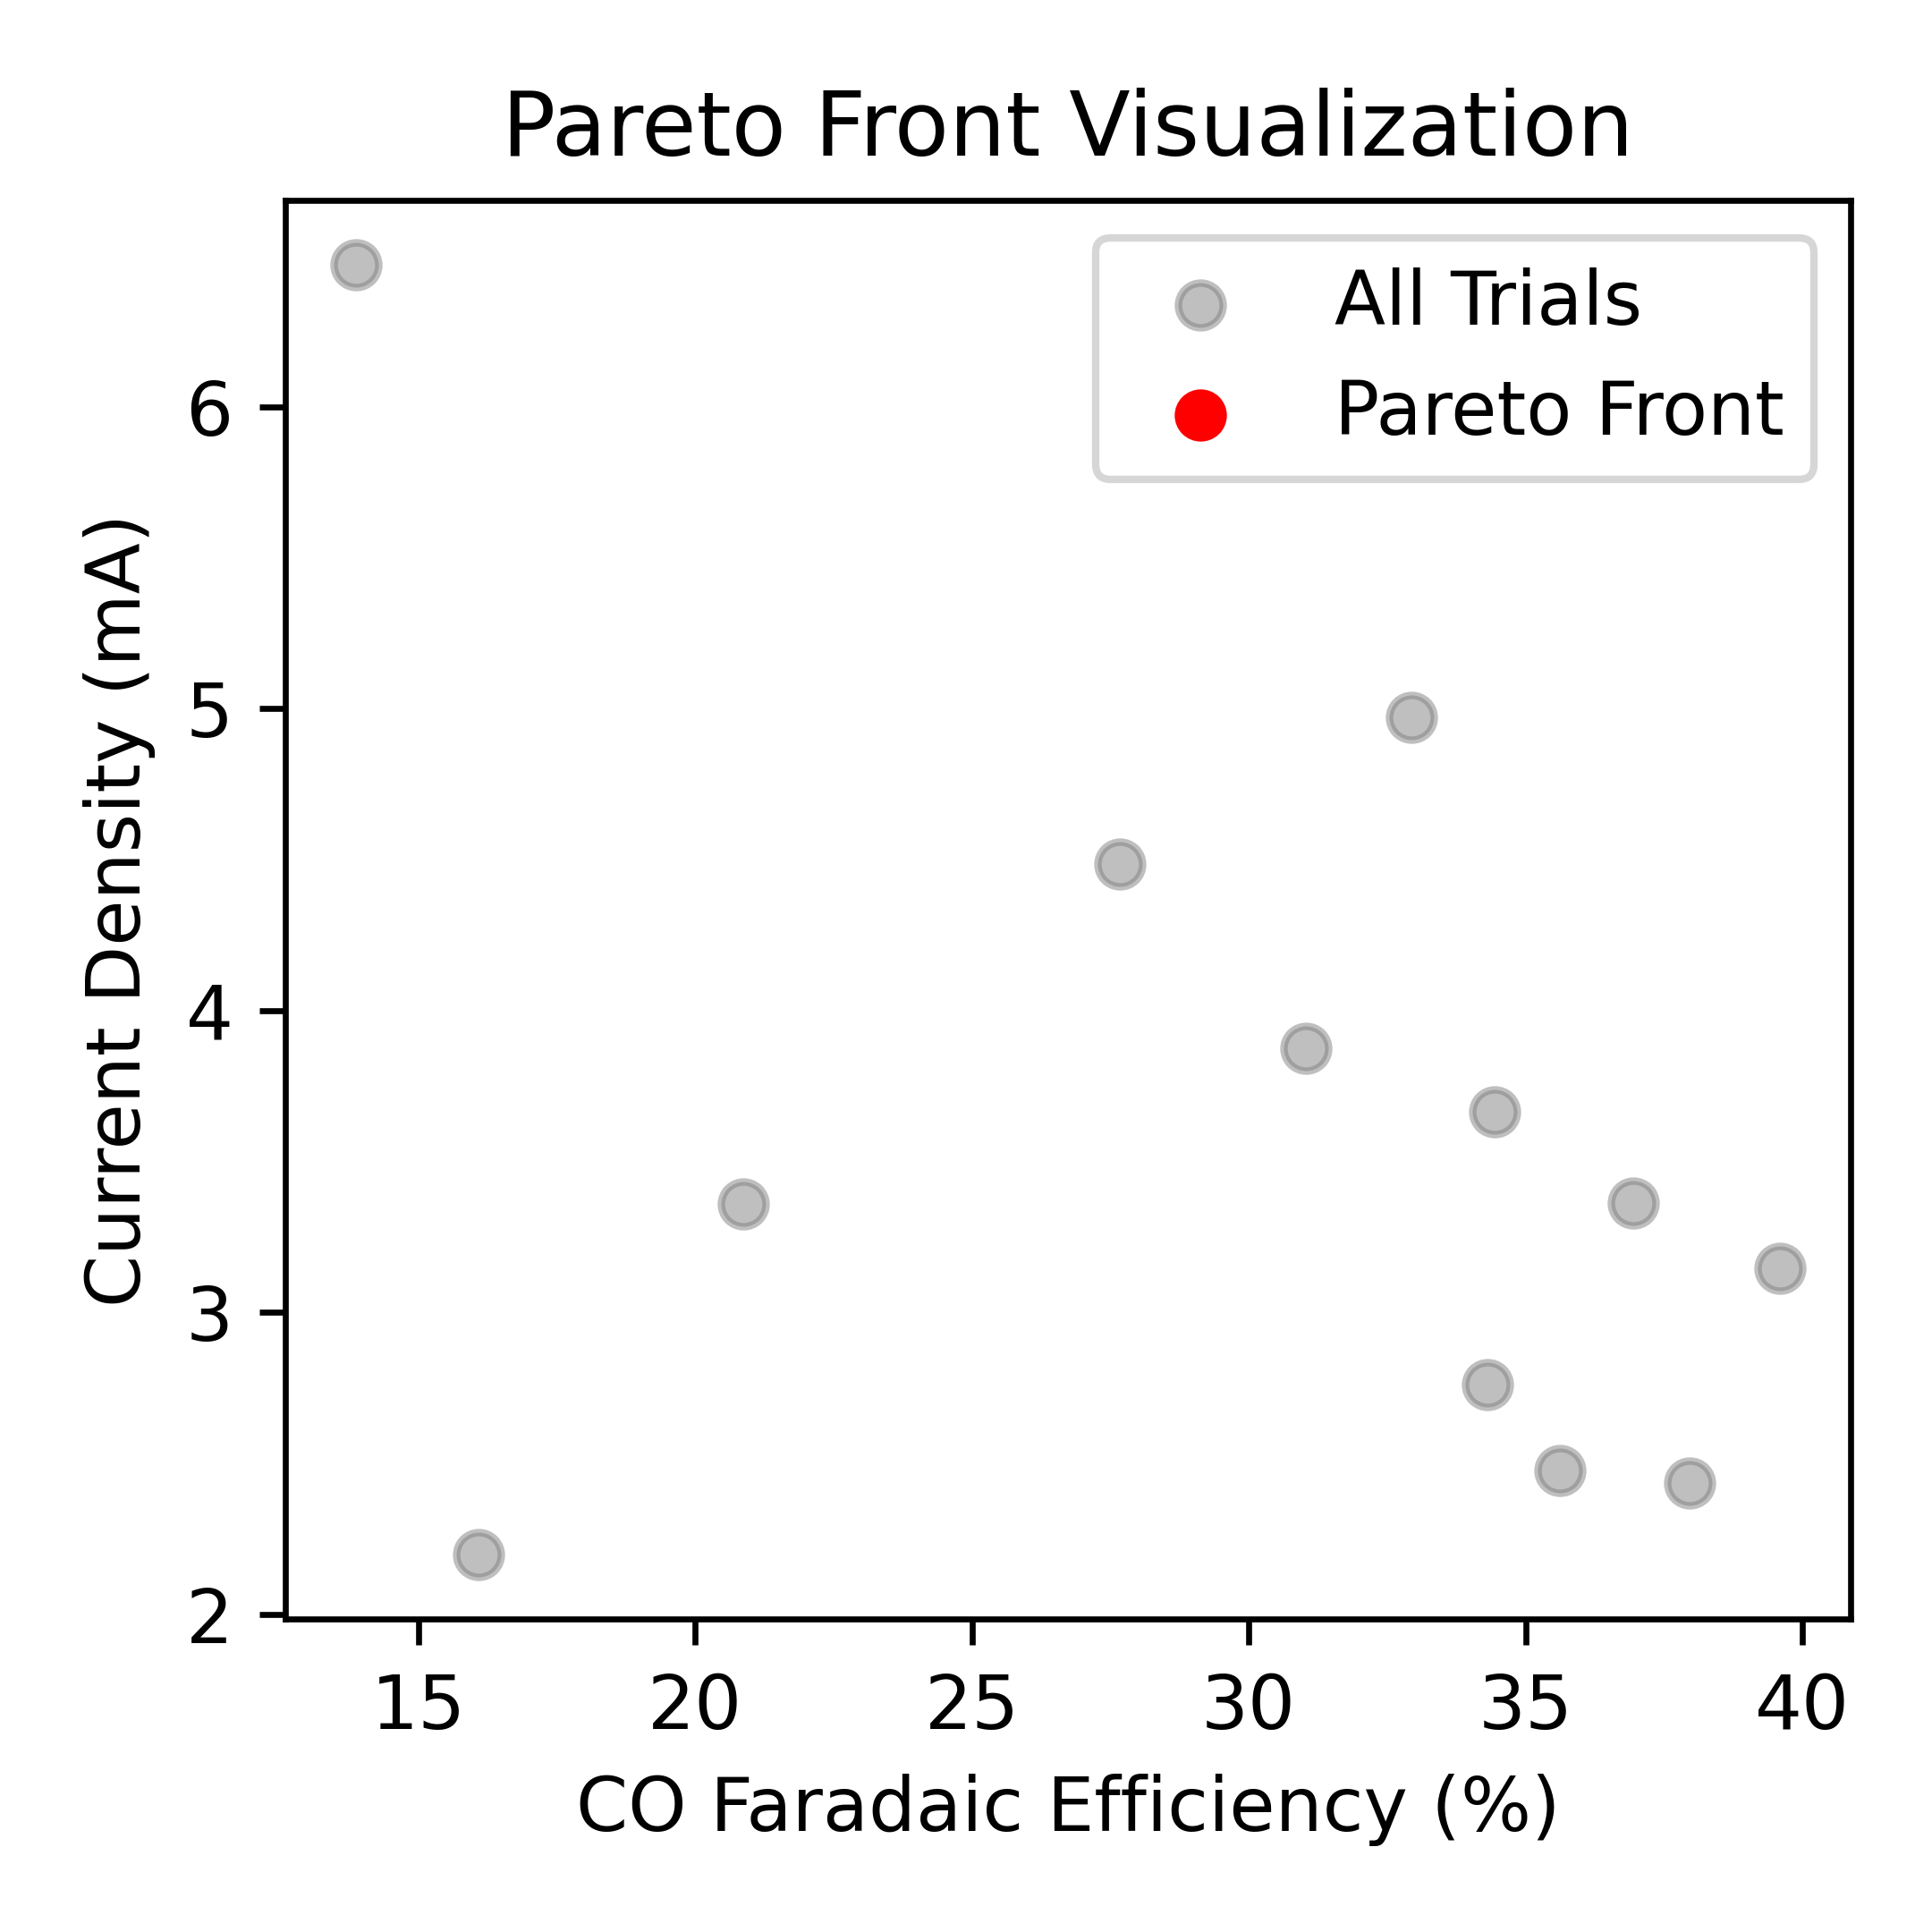 Pareto Front Visualization
All Trials
Pareto Front
Current Density (mA)
6
5
4
3
2
15 20 25 30 35 40
CO Faradaic Efficiency (%)